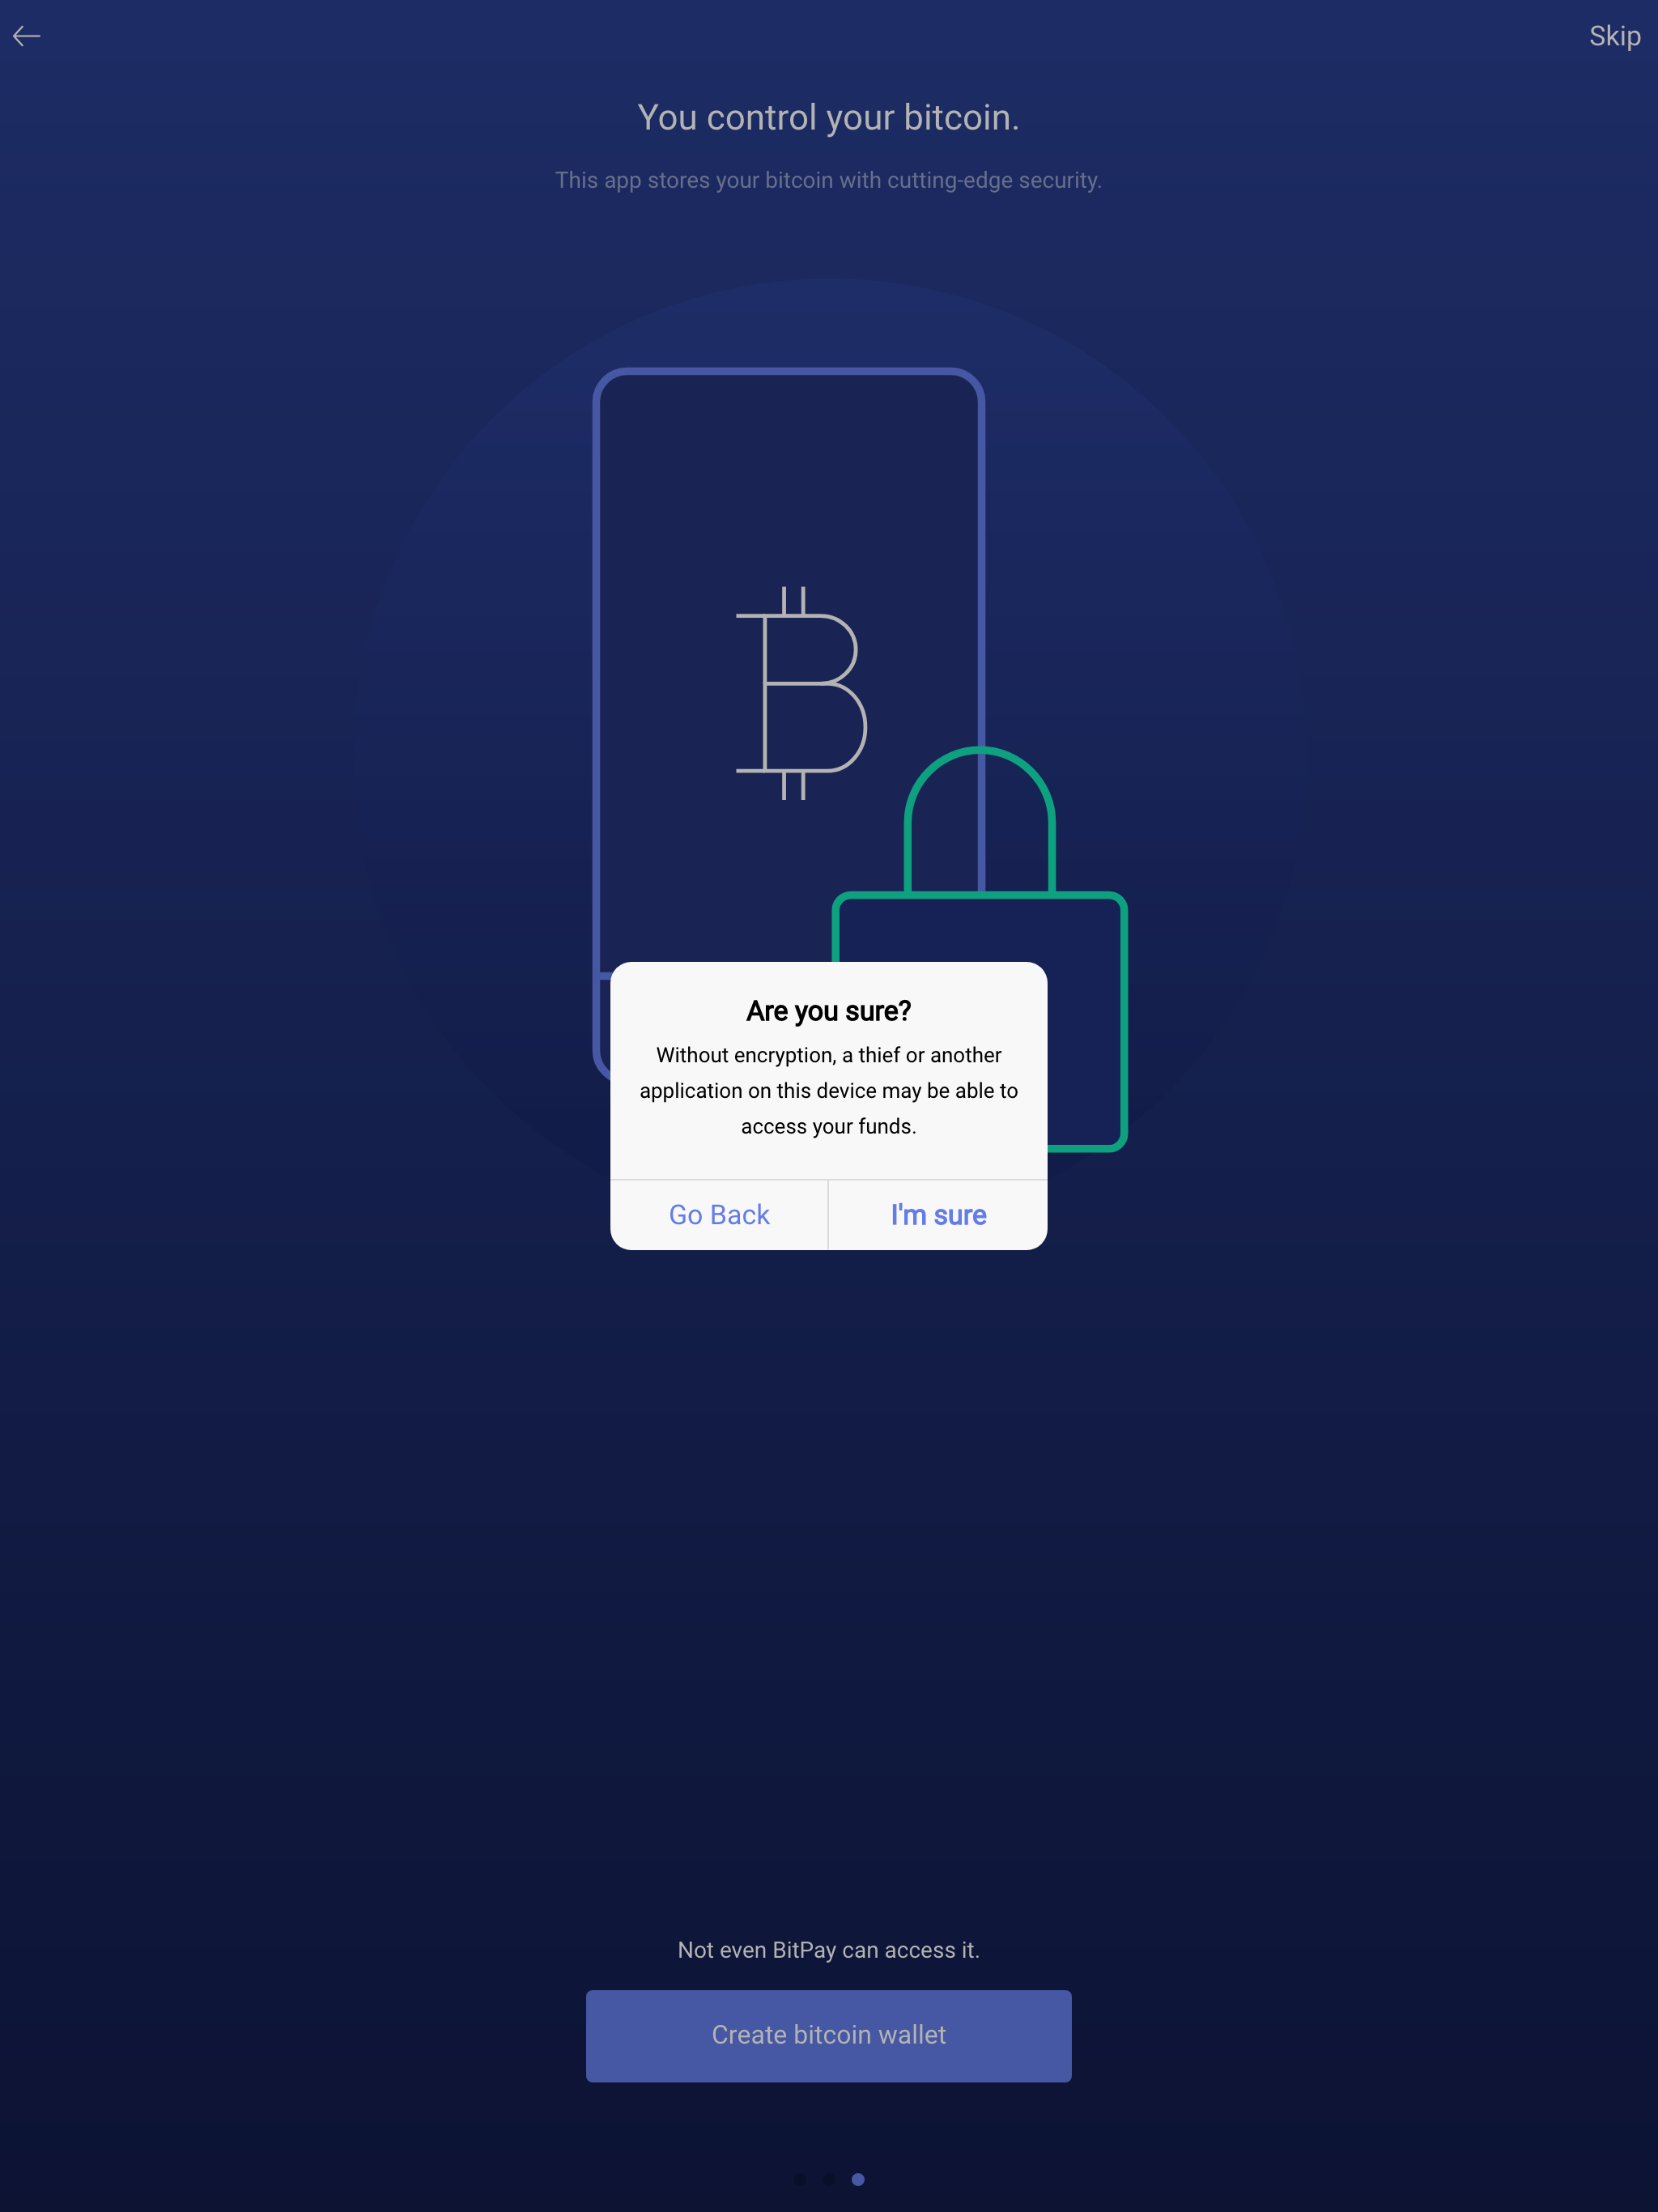 Skip
You control your bitcoin.
This app stores your bitcoin with cutting-edge security.
Are you sure?
Without encryption, a thief or another
application on this device may be able to
access your funds.
Go Back
I'm sure
Not even BitPay can access it.
Create bitcoin wallet